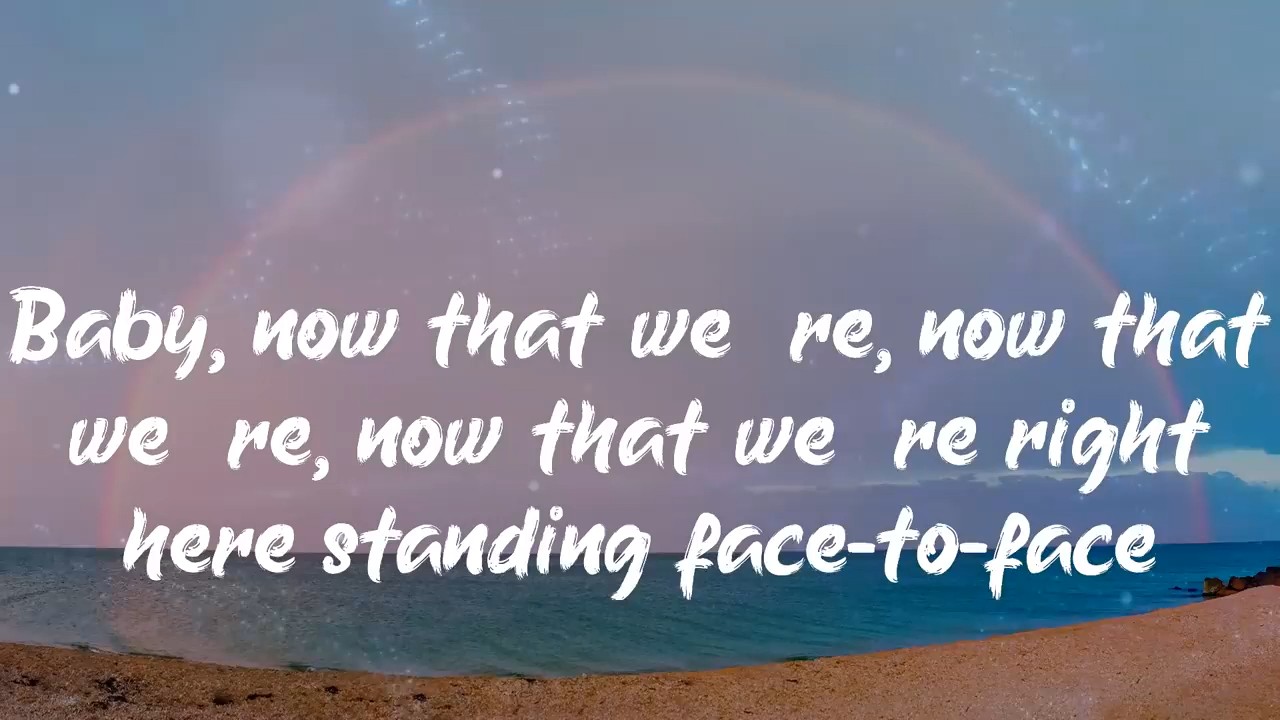 Baby, now that we  re, now that
we  re, now that we  re right
here standing face-to-face